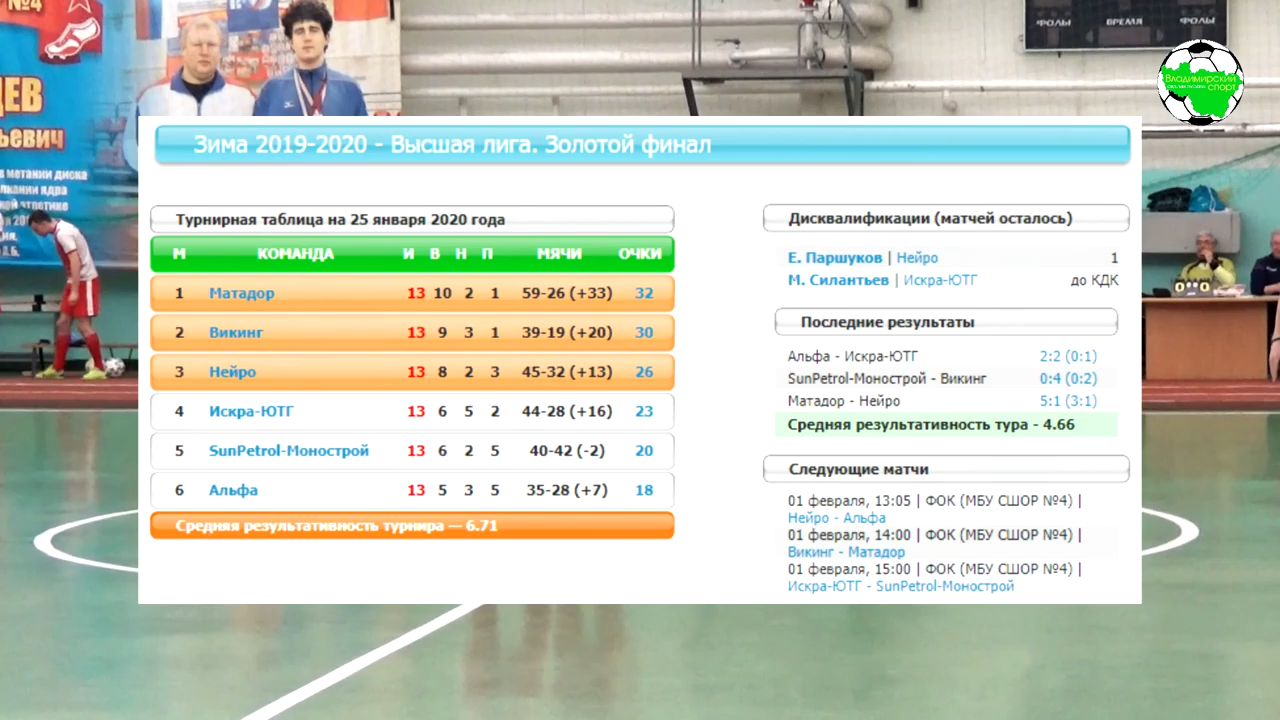 №4
ЦЕВ
ьевич
в метании диска
лкании ядра
ФОЛЫ ВРЕМЯ ФОЛЫ
Владимирский
спорт
Зима 2019-2020 - Высшая лига. Золотой финал
Турнирная таблица на 25 января 2020 года
М КОМАНДА И В Н П МЯЧИ ОЧКИ
1 Матадор 13 10 2 1 59-26 (+33) 32
2 Викинг 13 9 3 1 39-19 (+20) 30
3 Нейро 13 8 2 3 45-32 (+13) 26
4 Искра-ЮТГ 13 6 5 2 44-28 (+16) 23
5 SunPetrol-Монострой 13 6 2 5 40-42 (-2) 20
6 Альфа 13 5 3 5 35-28 (+7) 18
Средняя результативность турнира — 6.71
Дисквалификации (матчей осталось)
Е. Паршуков | Нейро 1
М. Силантьев | Искра-ЮТГ до КДК
Последние результаты
Альфа - Искра-ЮТГ 2:2 (0:1)
SunPetrol-Монострой - Викинг 0:4 (0:2)
Матадор - Нейро 5:1 (3:1)
Средняя результативность тура - 4.66
Следующие матчи
01 февраля, 13:05 | ФОК (МБУ СШОР №4) |
Нейро - Альфа
01 февраля, 14:00 | ФОК (МБУ СШОР №4) |
Викинг - Матадор
01 февраля, 15:00 | ФОК (МБУ СШОР №4) |
Искра-ЮТГ - SunPetrol-Монострой